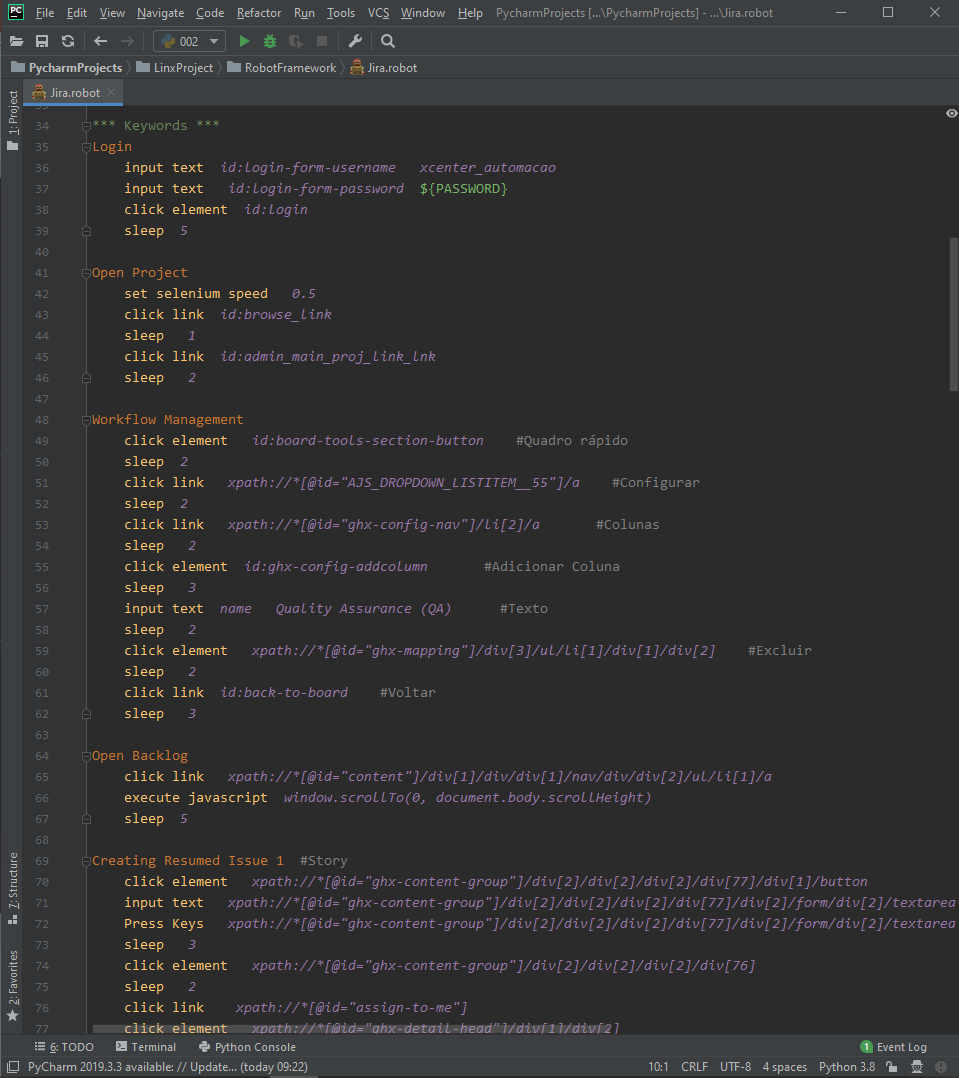 PC File Edit View Navigate Code Refactor Run Tools VCS Window Help PycharmProjects [...\PycharmProjects] - ...\Jira.robot
002
PycharmProjects LinxProject RobotFramework Jira.robot
Jira.robot
1: Project
7: Structure
2: Favorites
33
34 *** Keywords ***
35 Login
36 input text id:login-form-username xcenter_automacao
37 input text id:login-form-password ${PASSWORD}
38 click element id:login
39 sleep 5
40
41 Open Project
42 set selenium speed 0.5
43 click link id:browse_link
44 sleep 1
45 click link id:admin_main_proj_link_lnk
46 sleep 2
47
48 Workflow Management
49 click element id:board-tools-section-button #Quadro rápido
50 sleep 2
51 click link xpath://*[@id="AJS_DROPDOWN_LISTITEM__55"]/a #Configurar
52 sleep 2
53 click link xpath://*[@id="ghx-config-nav"]/li[2]/a #Colunas
54 sleep 2
55 click element id:ghx-config-addcolumn #Adicionar Coluna
56 sleep 3
57 input text name Quality Assurance (QA) #Texto
58 sleep 2
59 click element xpath://*[@id="ghx-mapping"]/div[3]/ul/li[1]/div[1]/div[2] #Excluir
60 sleep 2
61 click link id:back-to-board #Voltar
62 sleep 3
63
64 Open Backlog
65 click link xpath://*[@id="content"]/div[1]/div/div[1]/nav/div/div[2]/ul/li[1]/a
66 execute javascript window.scrollTo(0, document.body.scrollHeight)
67 sleep 5
68
69 Creating Resumed Issue 1 #Story
70 click element xpath://*[@id="ghx-content-group"]/div[2]/div[2]/div[2]/div[77]/div[1]/button
71 input text xpath://*[@id="ghx-content-group"]/div[2]/div[2]/div[2]/div[77]/div[2]/form/div[2]/textarea
72 Press Keys xpath://*[@id="ghx-content-group"]/div[2]/div[2]/div[2]/div[77]/div[2]/form/div[2]/textarea
73 sleep 3
74 click element xpath://*[@id="ghx-content-group"]/div[2]/div[2]/div[2]/div[76]
75 sleep 2
76 click link xpath://*[@id="assign-to-me"]
77 click element xpath://*[@id="ghx-detail-head"]/div[1]/div[2]
6: TODO Terminal Python Console 1 Event Log
PyCharm 2019.3.3 available: // Update... (today 09:22) 10:1 CRLF UTF-8 4 spaces Python 3.8